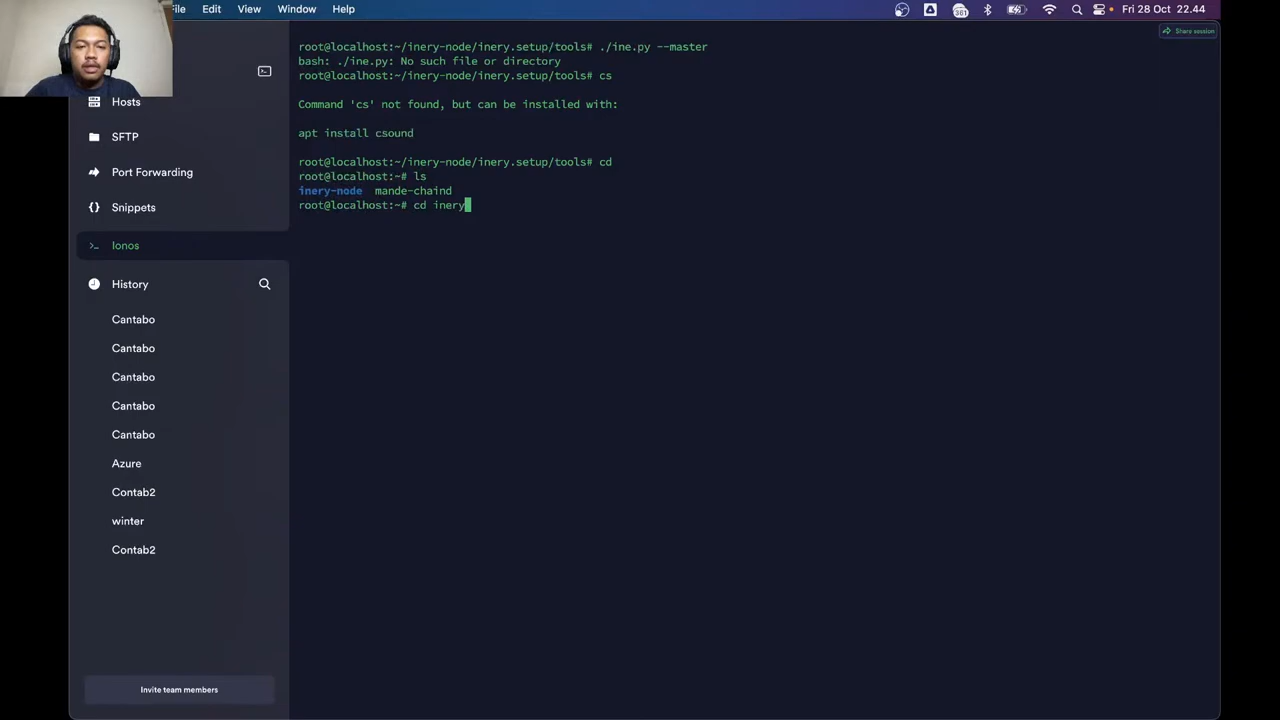 File Edit View Window Help
361
Fri 28 Oct 22.44
Share session
root@localhost:~/inery-node/inery.setup/tools# ./ine.py --master
bash: ./ine.py: No such file or directory
root@localhost:~/inery-node/inery.setup/tools# cs
Command 'cs' not found, but can be installed with:
apt install csound
root@localhost:~/inery-node/inery.setup/tools# cd
root@localhost:~# ls
inery-node mande-chaind
root@localhost:~# cd inery
Hosts
SFTP
Port Forwarding
Snippets
Ionos
History
Cantabo
Cantabo
Cantabo
Cantabo
Cantabo
Azure
Contab2
winter
Contab2
Invite team members